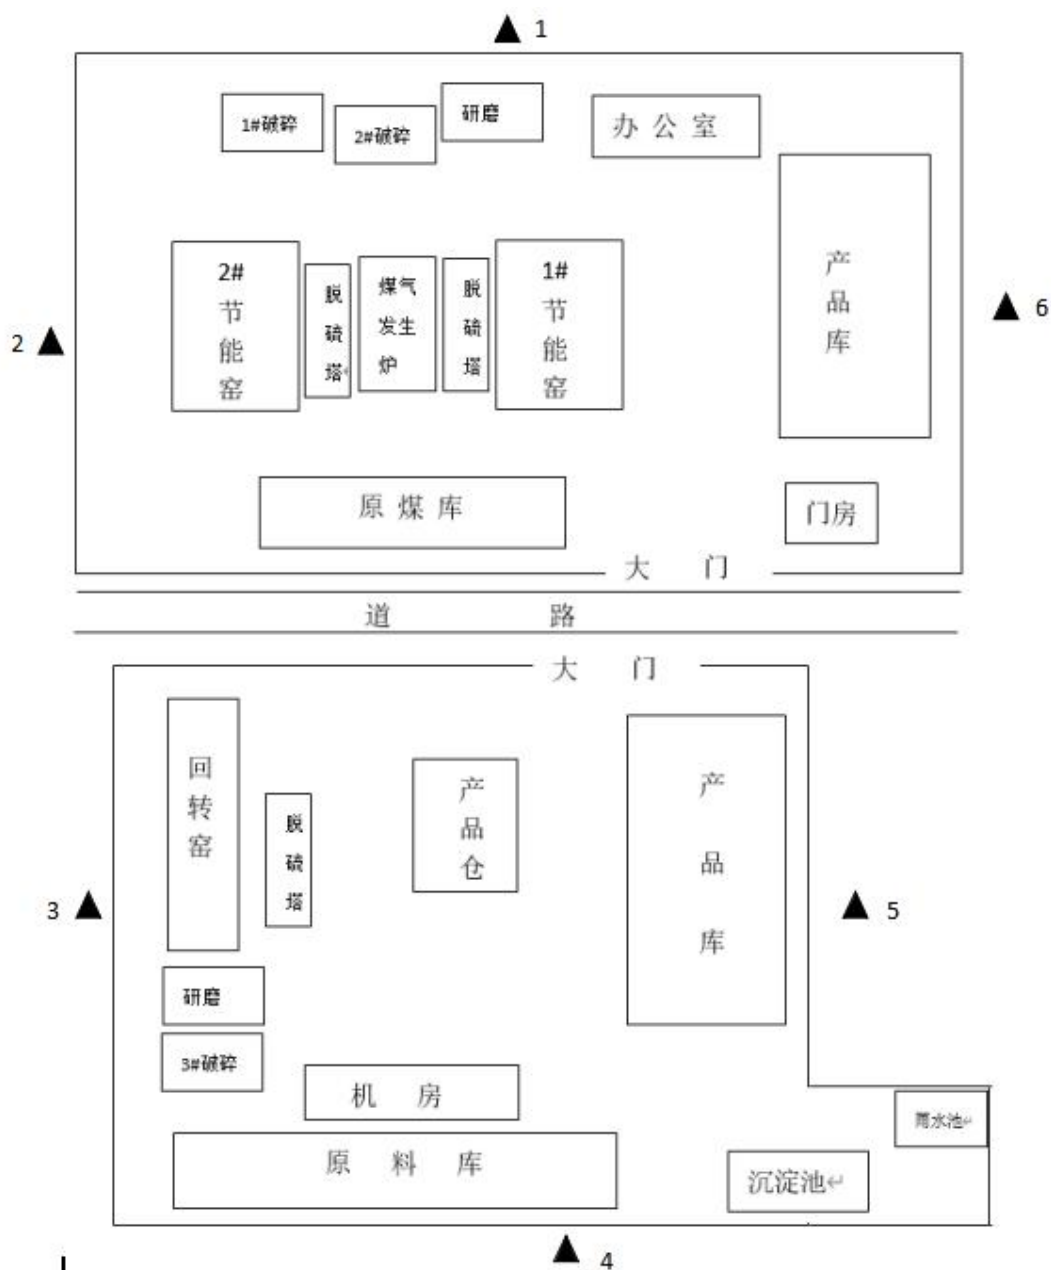 ▲ 1
1#破碎
2#破碎
研磨
办公室
产品库
2#节能窑
脱硫塔
煤气发生炉
脱硫塔
1#节能窑
2 ▲
▲ 6
原煤库
门房
大门
道路
大门
回转窑
脱硫塔
产品仓
产品库
3 ▲
▲ 5
研磨
3#破碎
机房
雨水池
原料库
沉淀池
▲ 4